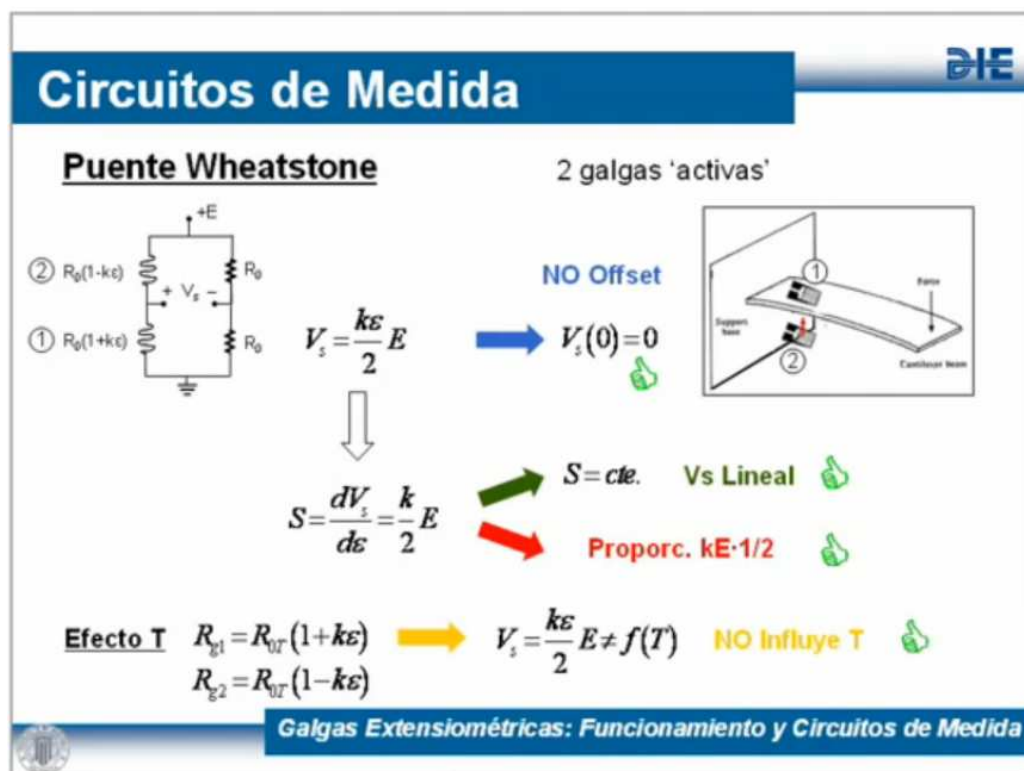 DIE
Circuitos de Medida
Puente Wheatstone
2 galgas 'activas'
+E
② R₀(1-kε)
R₀
+ Vₛ −
① R₀(1+kε)
R₀
Vₛ = kε/2 E
NO Offset
Vₛ(0)=0
①
Force
Support base
②
Cantilever beam
S = dVₛ/dε = k/2 E
S = cte.
Vs Lineal
Proporc. kE·1/2
Efecto T
R_g1 = R_0T (1+kε)
R_g2 = R_0T (1−kε)
Vₛ = kε/2 E ≠ f(T)
NO Influye T
Galgas Extensiométricas: Funcionamiento y Circuitos de Medida